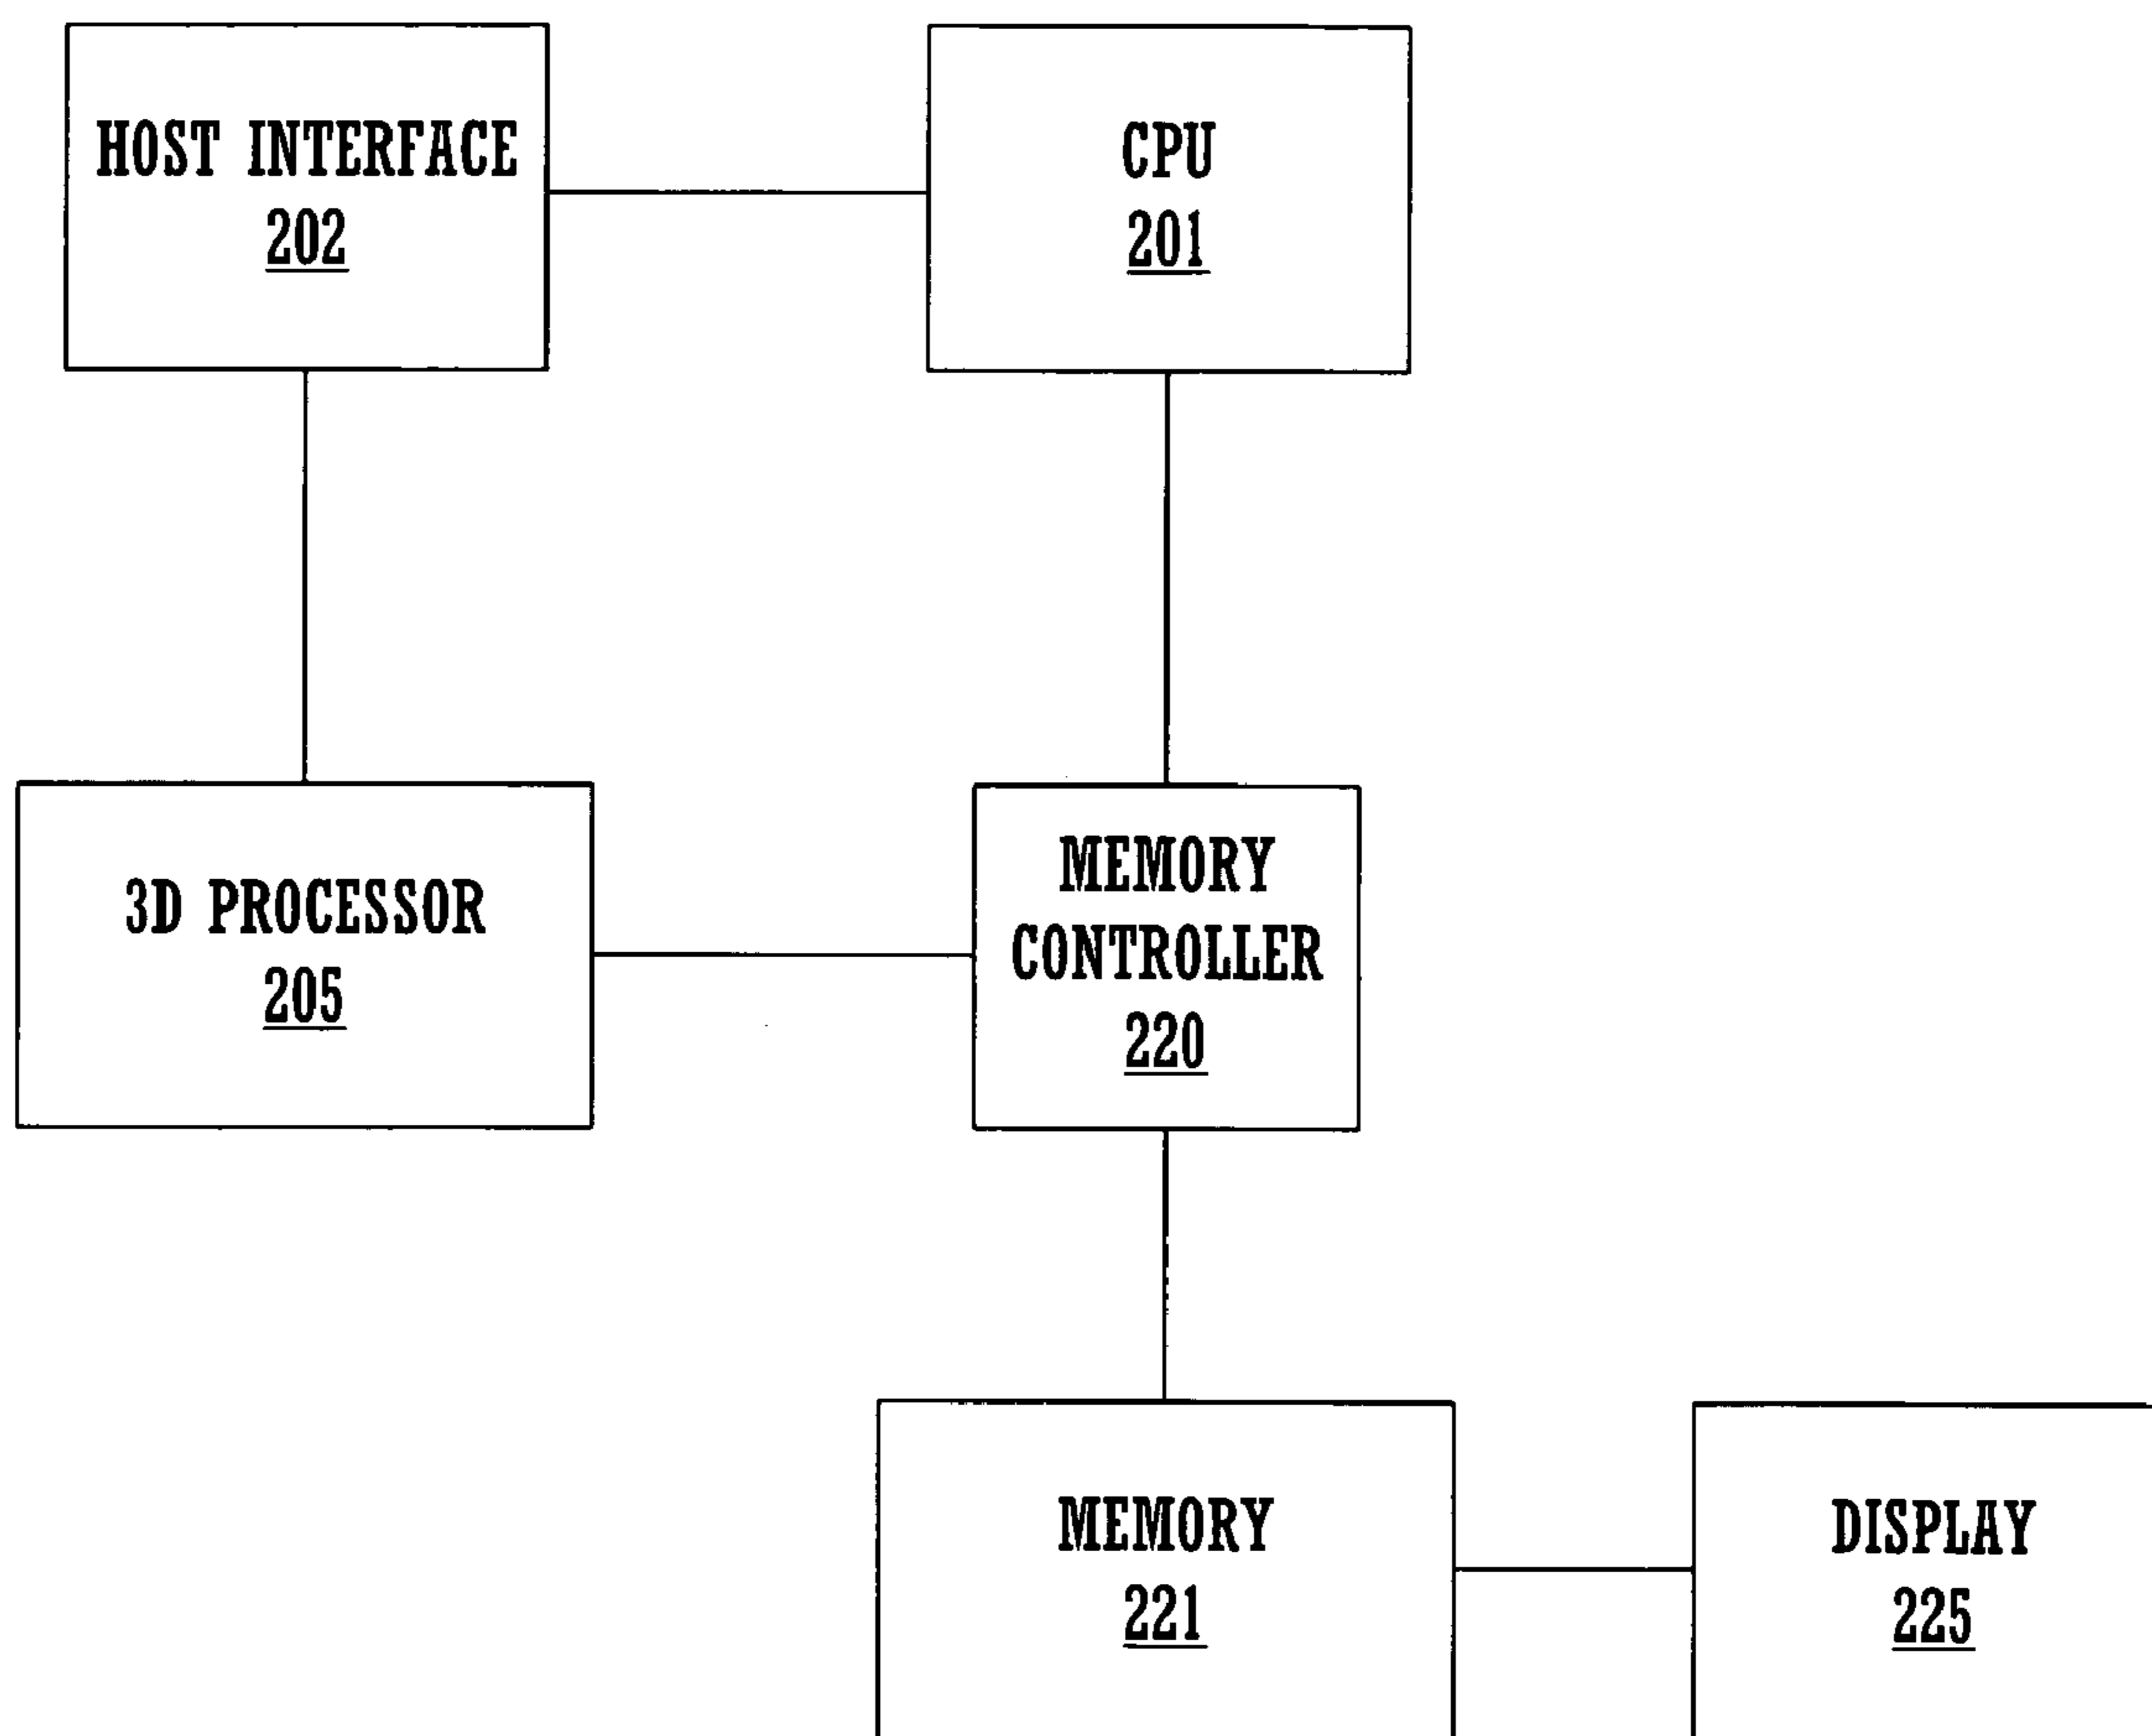 HOST INTERFACE
202
CPU
201
3D PROCESSOR
205
MEMORY
CONTROLLER
220
MEMORY
221
DISPLAY
225